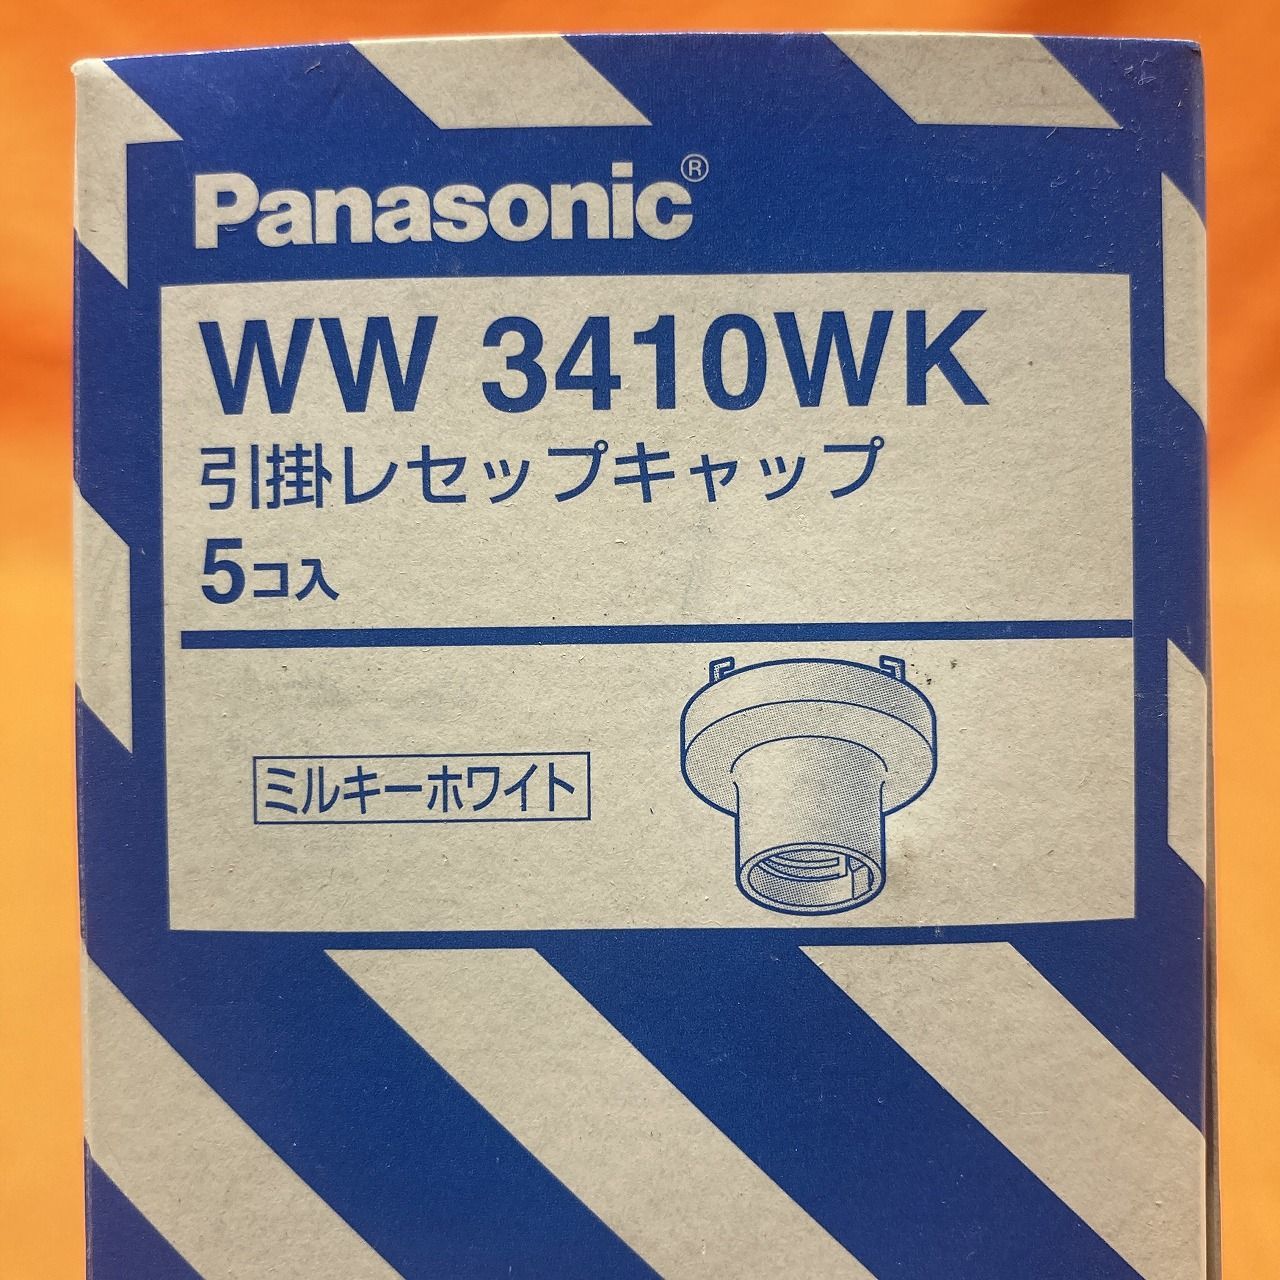 Panasonic®
WW 3410WK
引掛レセップキャップ
5コ入
ミルキーホワイト